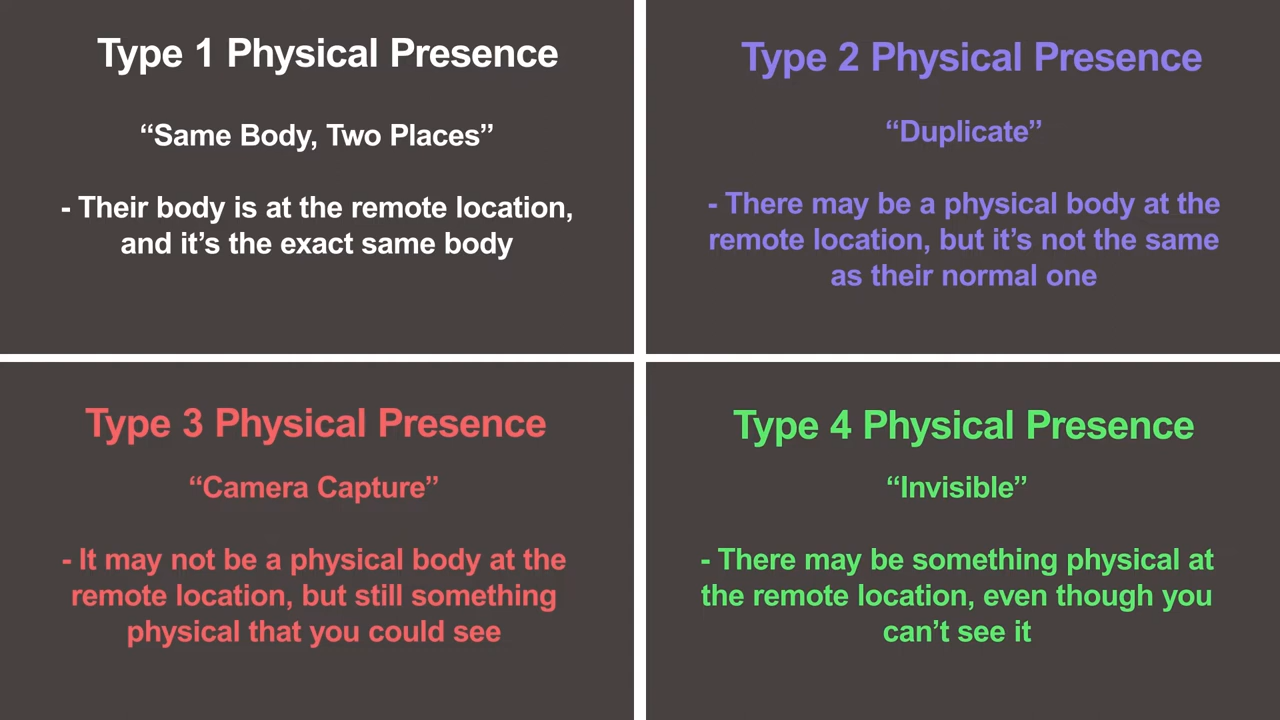 Type 1 Physical Presence
“Same Body, Two Places”
- Their body is at the remote location,
and it’s the exact same body
Type 2 Physical Presence
“Duplicate”
- There may be a physical body at the
remote location, but it’s not the same
as their normal one
Type 3 Physical Presence
“Camera Capture”
- It may not be a physical body at the
remote location, but still something
physical that you could see
Type 4 Physical Presence
“Invisible”
- There may be something physical at
the remote location, even though you
can’t see it